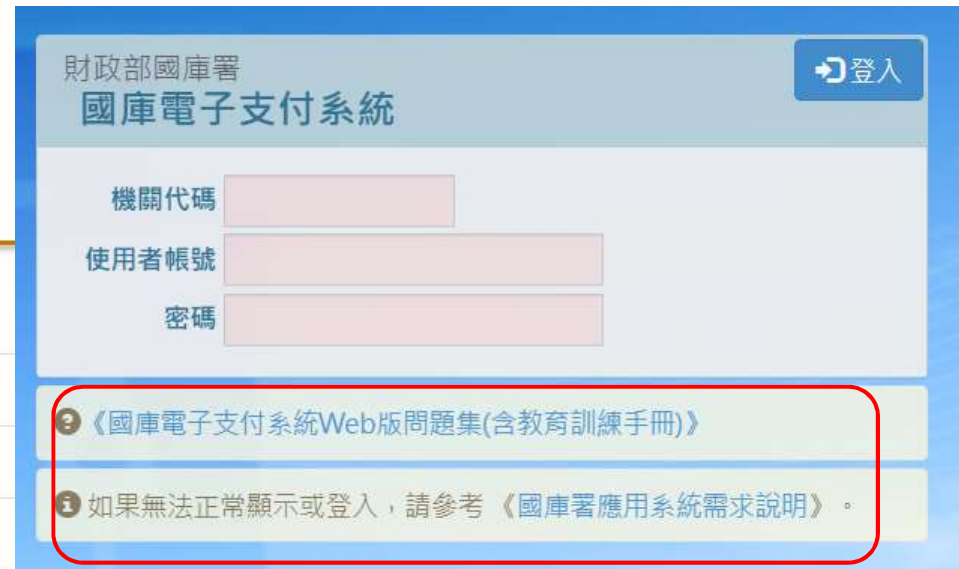 財政部國庫署
登入
國庫電子支付系統
機關代碼
使用者帳號
密碼
《國庫電子支付系統Web版問題集(含教育訓練手冊)》
如果無法正常顯示或登入，請參考《國庫署應用系統需求說明》。